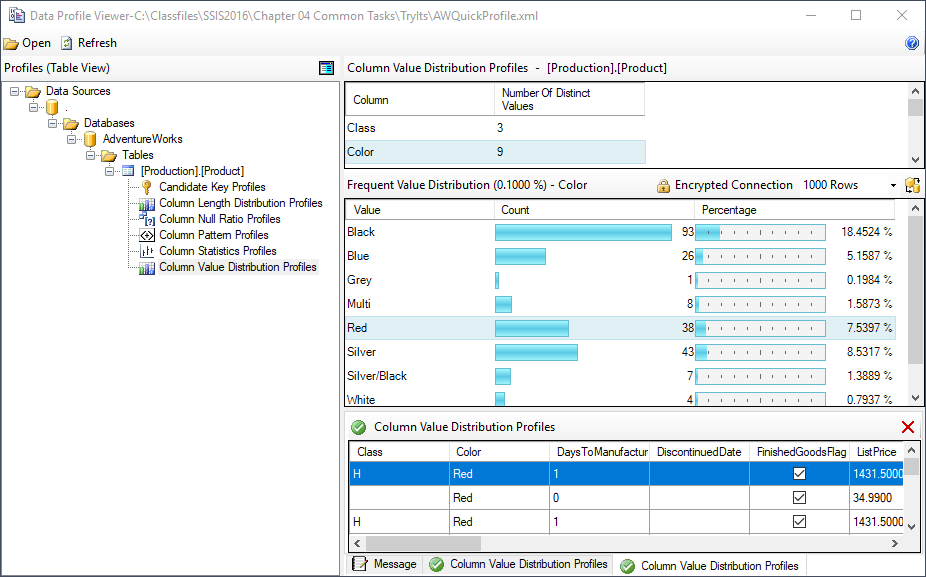 Data Profile Viewer-C:\Classfiles\SSIS2016\Chapter 04 Common Tasks\TryIts\AWQuickProfile.xml
Open Refresh
Profiles (Table View)
Data Sources
.
Databases
AdventureWorks
Tables
[Production].[Product]
Candidate Key Profiles
Column Length Distribution Profiles
Column Null Ratio Profiles
Column Pattern Profiles
Column Statistics Profiles
Column Value Distribution Profiles
Column Value Distribution Profiles - [Production].[Product]
Column Number Of Distinct Values
Class 3
Color 9
Frequent Value Distribution (0.1000 %) - Color Encrypted Connection 1000 Rows
Value Count Percentage
Black 93 18.4524 %
Blue 26 5.1587 %
Grey 1 0.1984 %
Multi 8 1.5873 %
Red 38 7.5397 %
Silver 43 8.5317 %
Silver/Black 7 1.3889 %
White 4 0.7937 %
Column Value Distribution Profiles
Class Color DaysToManufactur DiscontinuedDate FinishedGoodsFlag ListPrice
H Red 1 1431.5000
Red 0 34.9900
H Red 1 1431.5000
Message Column Value Distribution Profiles Column Value Distribution Profiles